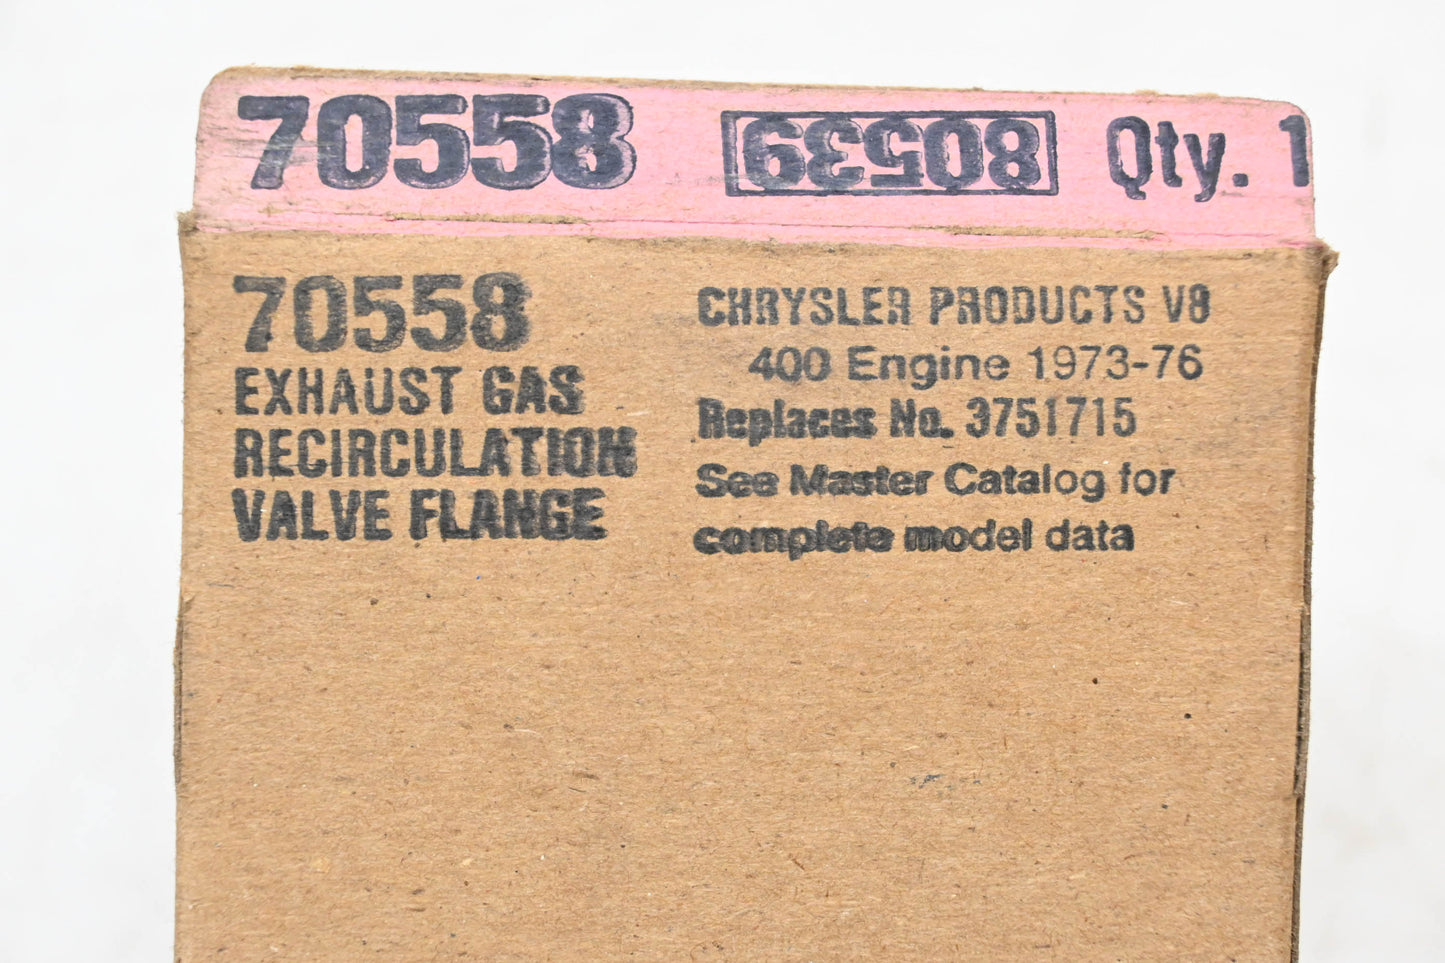 70558 80539 Qty. 1
70558
EXHAUST GAS
RECIRCULATION
VALVE FLANGE
CHRYSLER PRODUCTS V8
400 Engine 1973-76
Replaces No. 3751715
See Master Catalog for
complete model data